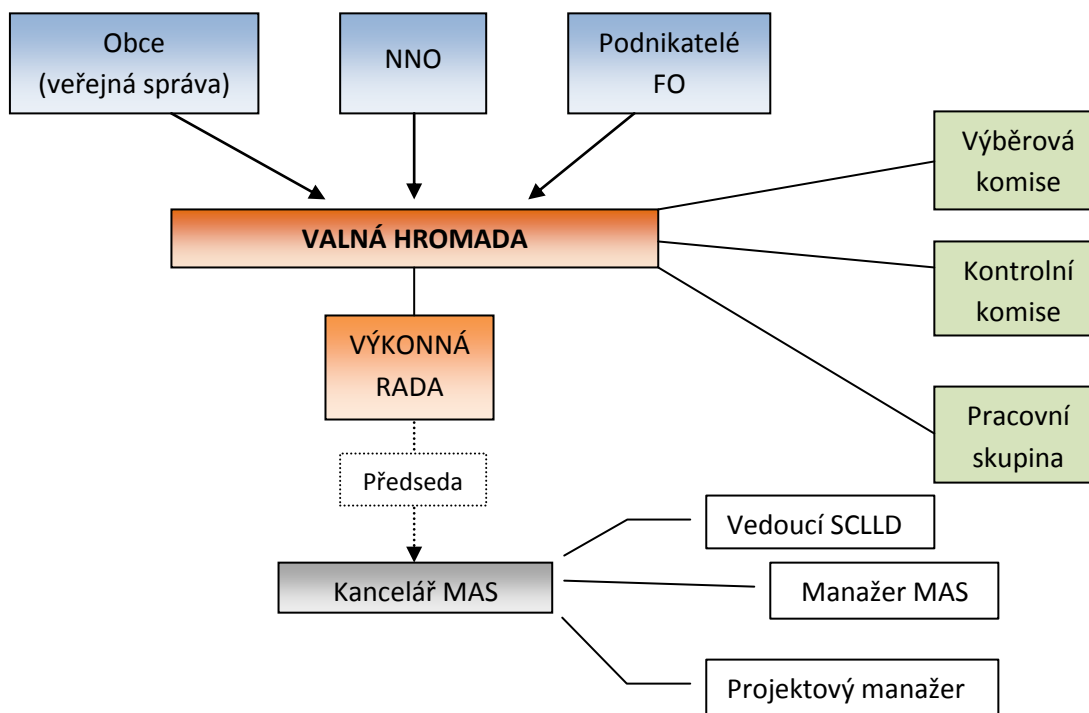 Obce
(veřejná správa)
NNO
Podnikatelé
FO
Výběrová
komise
VALNÁ HROMADA
Kontrolní
komise
VÝKONNÁ
RADA
Pracovní
skupina
Předseda
Vedoucí SCLLD
Kancelář MAS
Manažer MAS
Projektový manažer